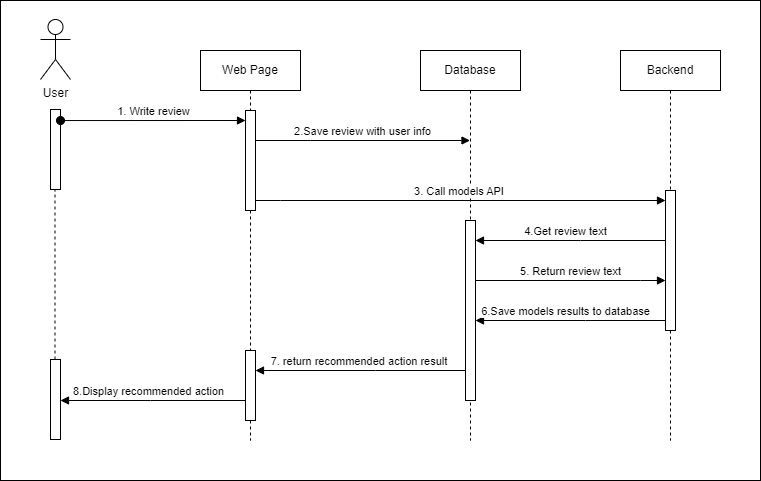 User
Web Page
Database
Backend
1. Write review
2.Save review with user info
3. Call models API
4.Get review text
5. Return review text
6.Save models results to database
7. return recommended action result
8.Display recommended action